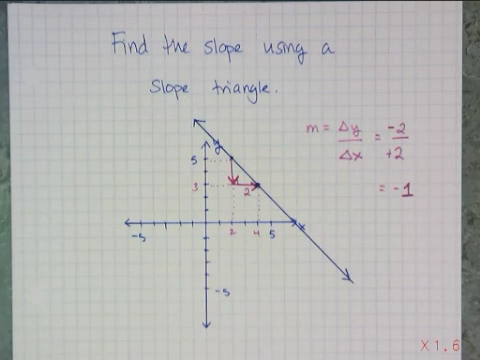 Find the slope using a
slope triangle.
m = Δy/Δx = -2/+2
= -1
y
5
3
2
x
-5
2
4
5
-5
X1.6